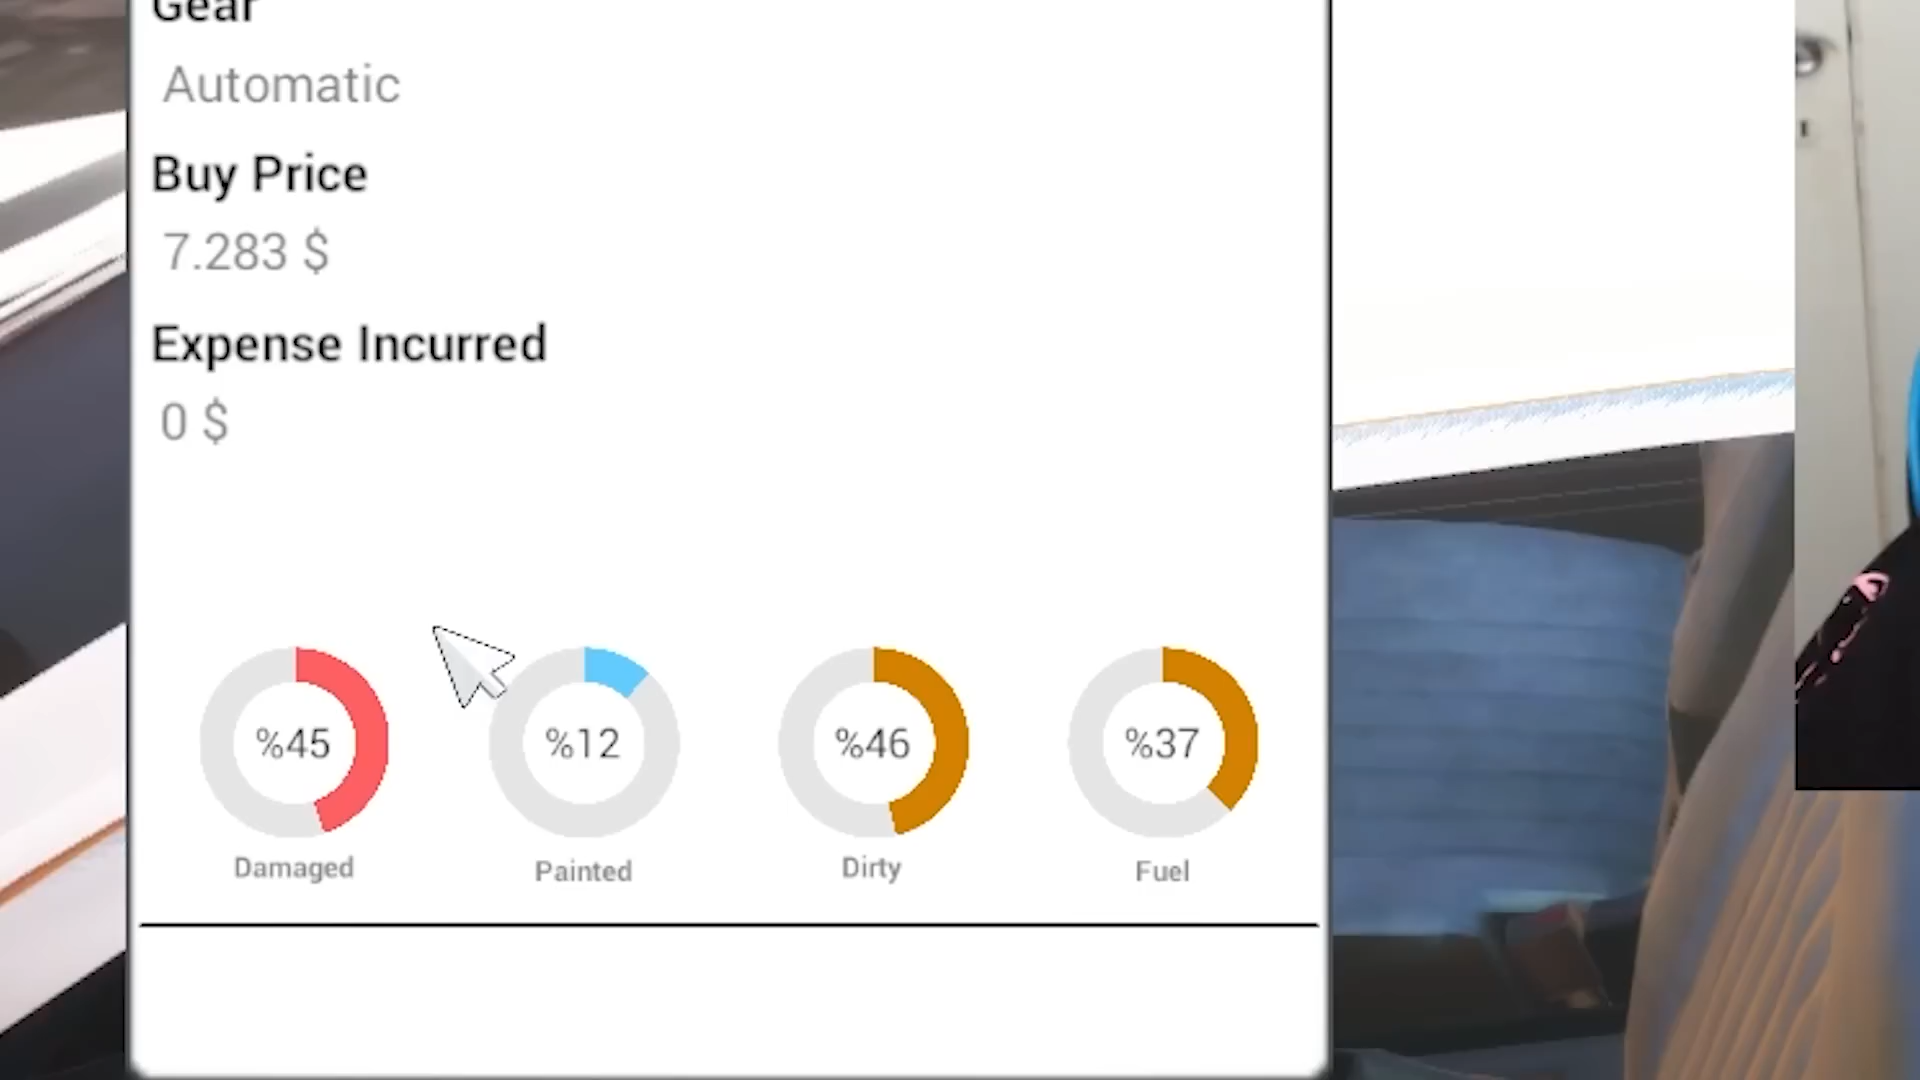 Gear
Automatic
Buy Price
7.283 $
Expense Incurred
0 $
%45
%12
%46
%37
Damaged
Painted
Dirty
Fuel